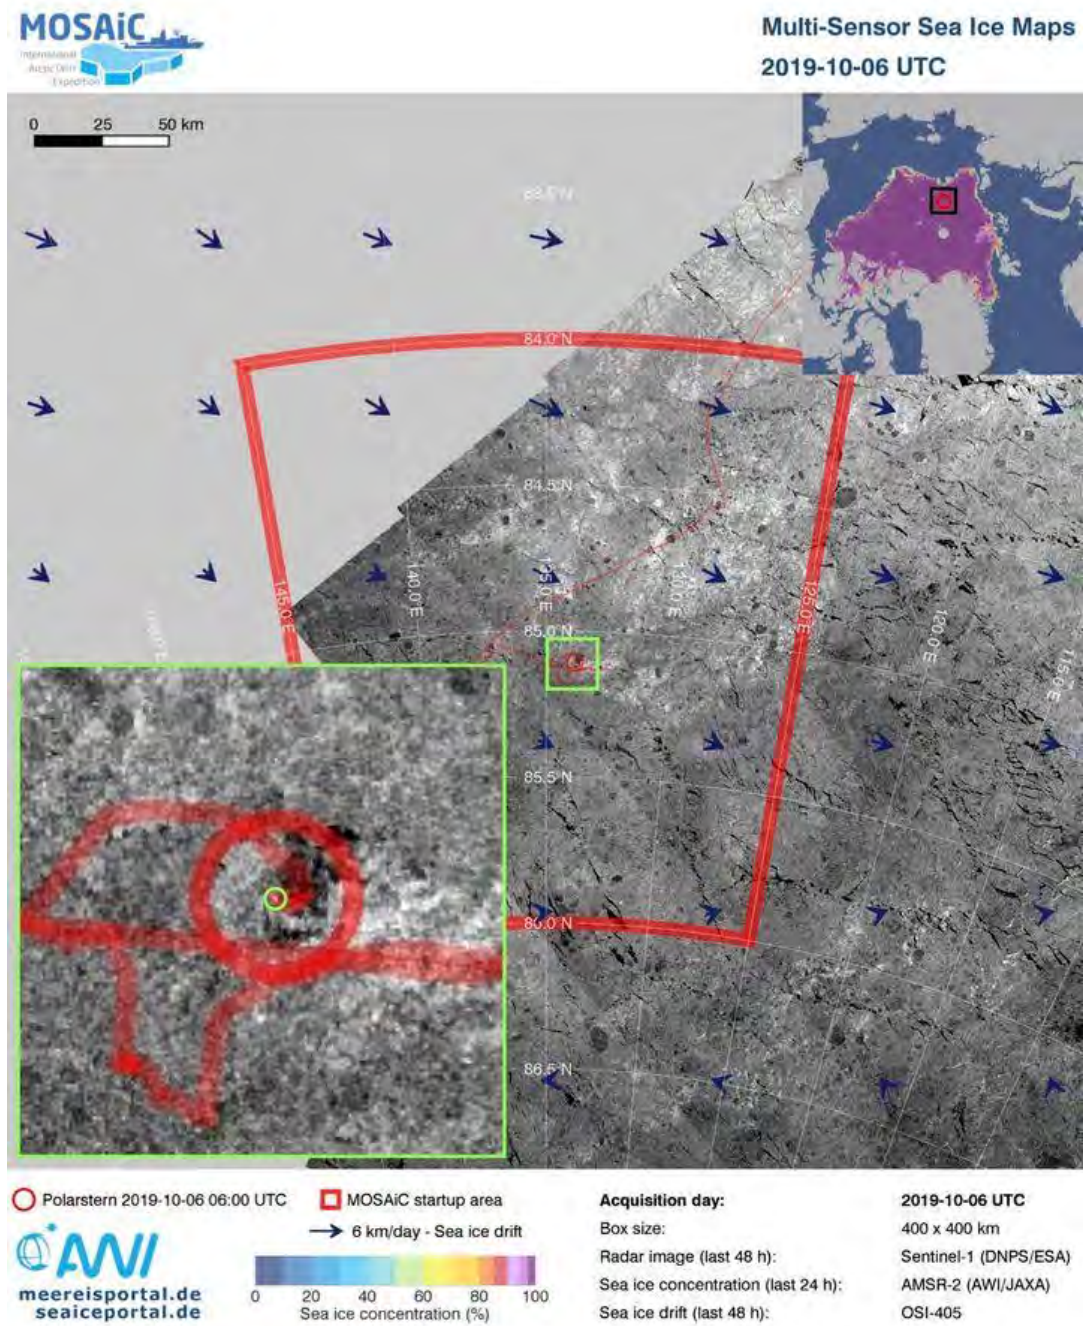 MOSAiC
International
Arctic Drift
Expedition
Multi-Sensor Sea Ice Maps
2019-10-06 UTC
0 25 50 km
83.5°N
84.0°N
84.5°N
145.0°E
140.0°E
135.0°E
140.0°E
125.0°E
120.0°E
115.0°E
85.0°N
85.5°N
86.0°N
86.5°N
Polarstern 2019-10-06 06:00 UTC
MOSAiC startup area
6 km/day - Sea ice drift
AWI
meereisportal.de
seaiceportal.de
0 20 40 60 80 100
Sea ice concentration (%)
Acquisition day: 2019-10-06 UTC
Box size: 400 x 400 km
Radar image (last 48 h): Sentinel-1 (DNPS/ESA)
Sea ice concentration (last 24 h): AMSR-2 (AWI/JAXA)
Sea ice drift (last 48 h): OSI-405